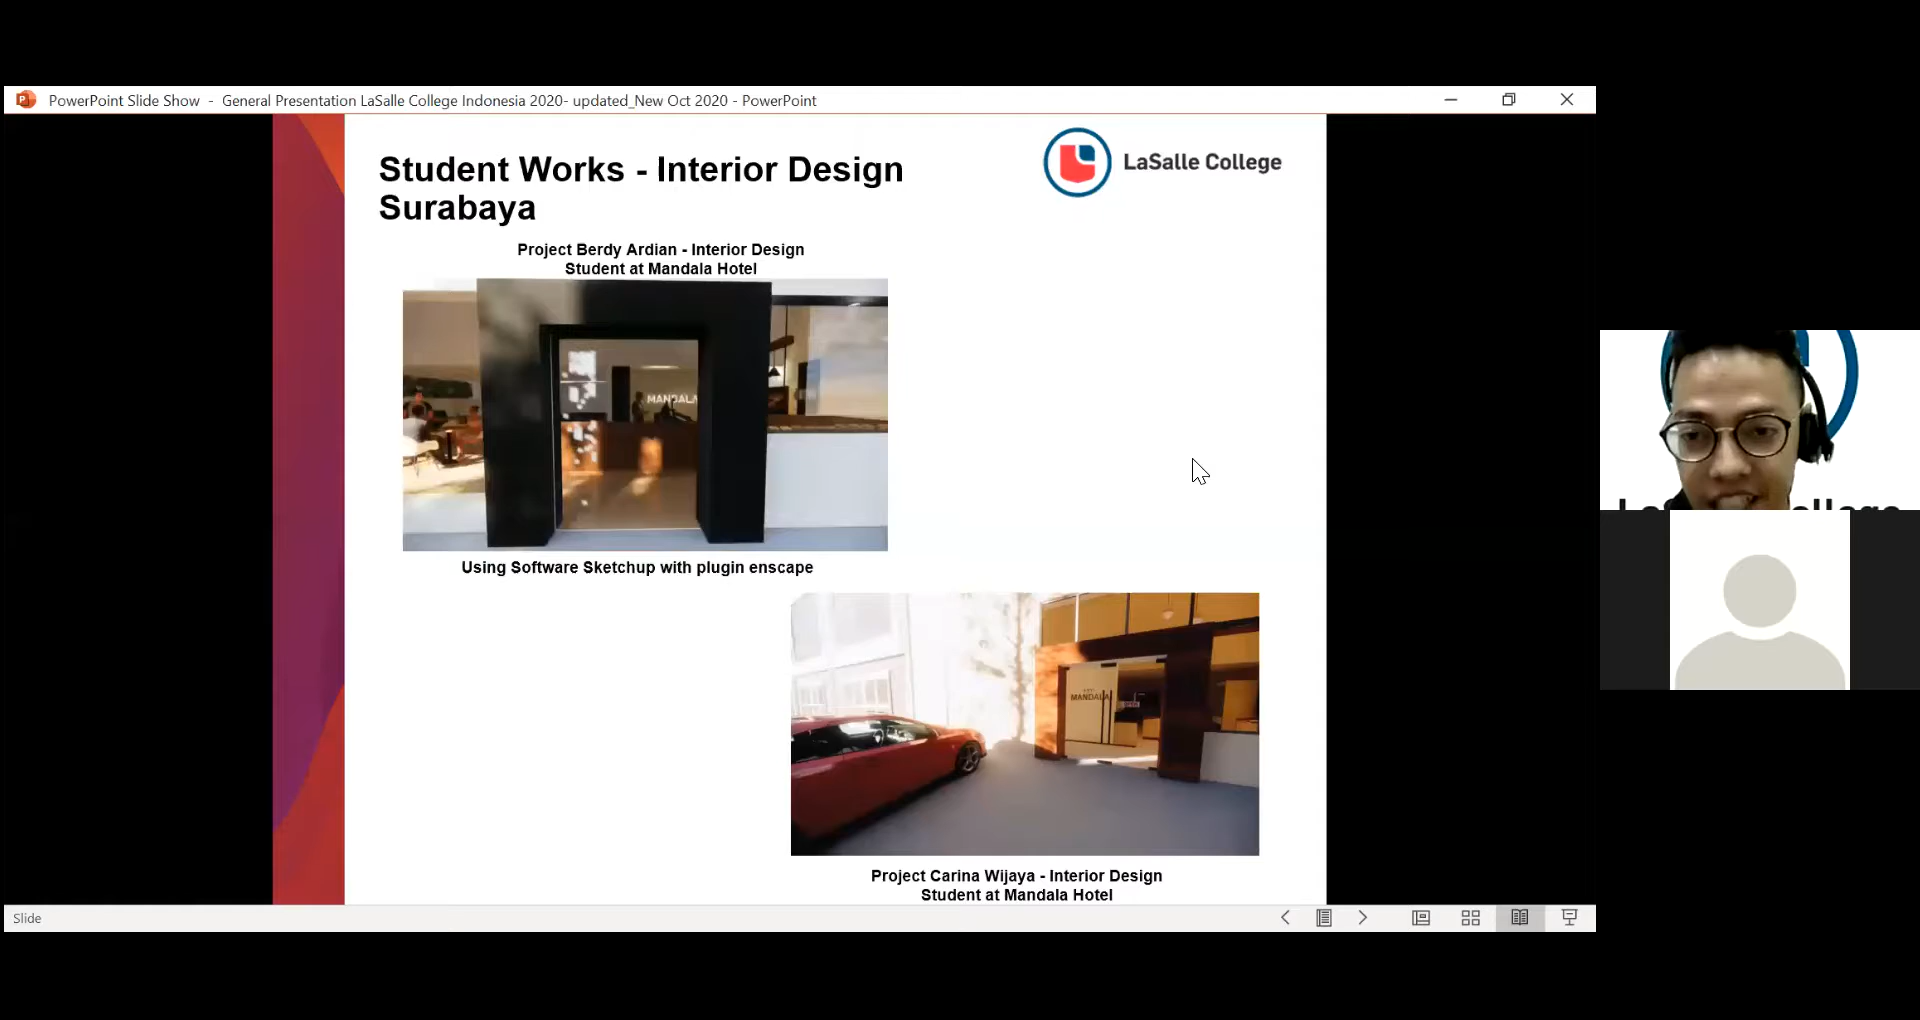 PowerPoint Slide Show - General Presentation LaSalle College Indonesia 2020- updated_New Oct 2020 - PowerPoint
Student Works - Interior Design
Surabaya
LaSalle College
Project Berdy Ardian - Interior Design
Student at Mandala Hotel
MANDALA
Using Software Sketchup with plugin enscape
MANDALA
Project Carina Wijaya - Interior Design
Student at Mandala Hotel
Slide